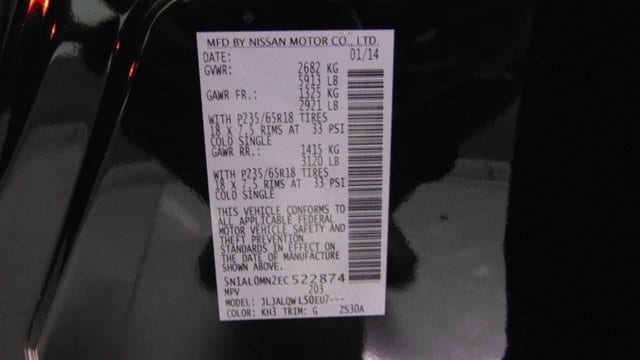 MFD BY NISSAN MOTOR CO., LTD.
DATE: 01/14
GVWR: 2682 KG
5913 LB
GAWR FR.: 1325 KG
2921 LB
WITH P235/65R18 TIRES
18 X 7.5 RIMS AT 33 PSI
COLD SINGLE
GAWR RR.: 1415 KG
3120 LB
WITH P235/65R18 TIRES
18 X 7.5 RIMS AT 33 PSI
COLD SINGLE
THIS VEHICLE CONFORMS TO
ALL APPLICABLE FEDERAL
MOTOR VEHICLE SAFETY AND
THEFT PREVENTION
STANDARDS IN EFFECT ON
THE DATE OF MANUFACTURE
SHOWN ABOVE.
5N1AL0MN2EC522874
MPV 203
MODEL: JL3ALQWL50EU7---
COLOR: KH3 TRIM: G ZS30A